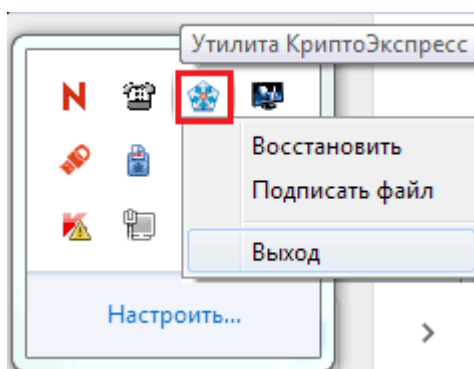 Утилита КриптоЭкспресс
Восстановить
Подписать файл
Выход
Настроить...